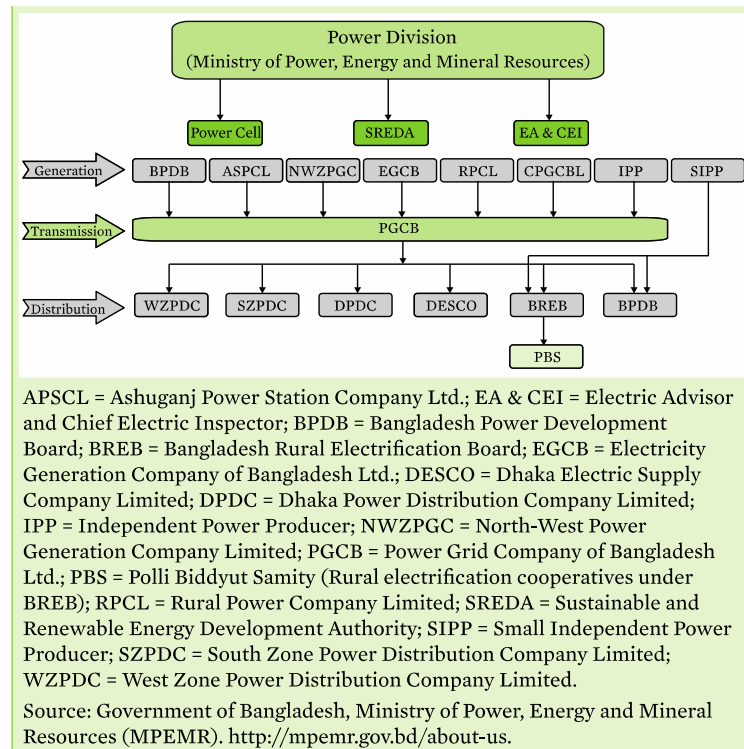 Power Division
(Ministry of Power, Energy and Mineral Resources)
Power Cell SREDA EA & CEI
Generation BPDB ASPCL NWZPGC EGCB RPCL CPGCBL IPP SIPP
Transmission PGCB
Distribution WZPDC SZPDC DPDC DESCO BREB BPDB
PBS
APSCL = Ashuganj Power Station Company Ltd.; EA & CEI = Electric Advisor
and Chief Electric Inspector; BPDB = Bangladesh Power Development
Board; BREB = Bangladesh Rural Electrification Board; EGCB = Electricity
Generation Company of Bangladesh Ltd.; DESCO = Dhaka Electric Supply
Company Limited; DPDC = Dhaka Power Distribution Company Limited;
IPP = Independent Power Producer; NWZPGC = North-West Power
Generation Company Limited; PGCB = Power Grid Company of Bangladesh
Ltd.; PBS = Polli Biddyut Samity (Rural electrification cooperatives under
BREB); RPCL = Rural Power Company Limited; SREDA = Sustainable and
Renewable Energy Development Authority; SIPP = Small Independent Power
Producer; SZPDC = South Zone Power Distribution Company Limited;
WZPDC = West Zone Power Distribution Company Limited.
Source: Government of Bangladesh, Ministry of Power, Energy and Mineral
Resources (MPEMR). http://mpemr.gov.bd/about-us.